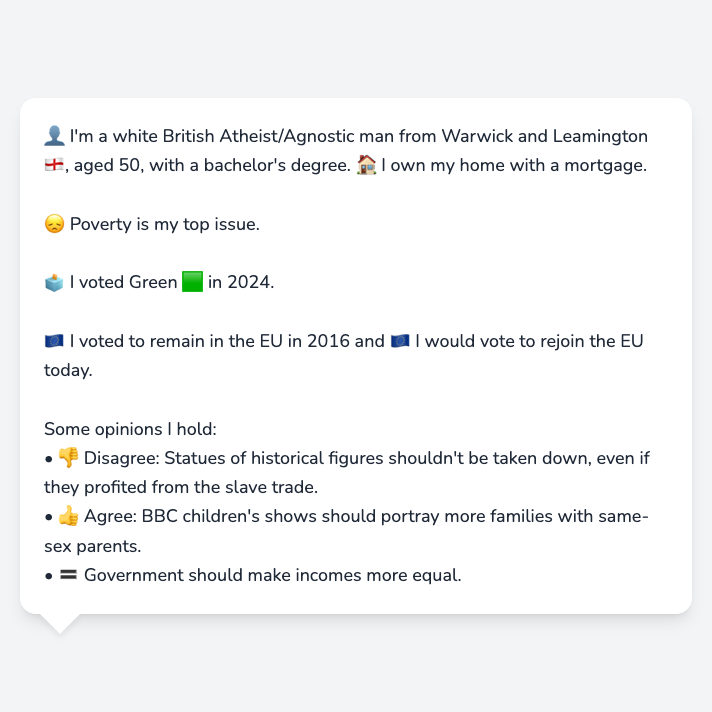 👤 I'm a white British Atheist/Agnostic man from Warwick and Leamington
🏴󠁧󠁢󠁥󠁮󠁧󠁿, aged 50, with a bachelor's degree. 🏠 I own my home with a mortgage.
😞 Poverty is my top issue.
🗳️ I voted Green 🟩 in 2024.
🇪🇺 I voted to remain in the EU in 2016 and 🇪🇺 I would vote to rejoin the EU
today.
Some opinions I hold:
• 👎 Disagree: Statues of historical figures shouldn't be taken down, even if
they profited from the slave trade.
• 👍 Agree: BBC children's shows should portray more families with same-
sex parents.
• 🟰 Government should make incomes more equal.